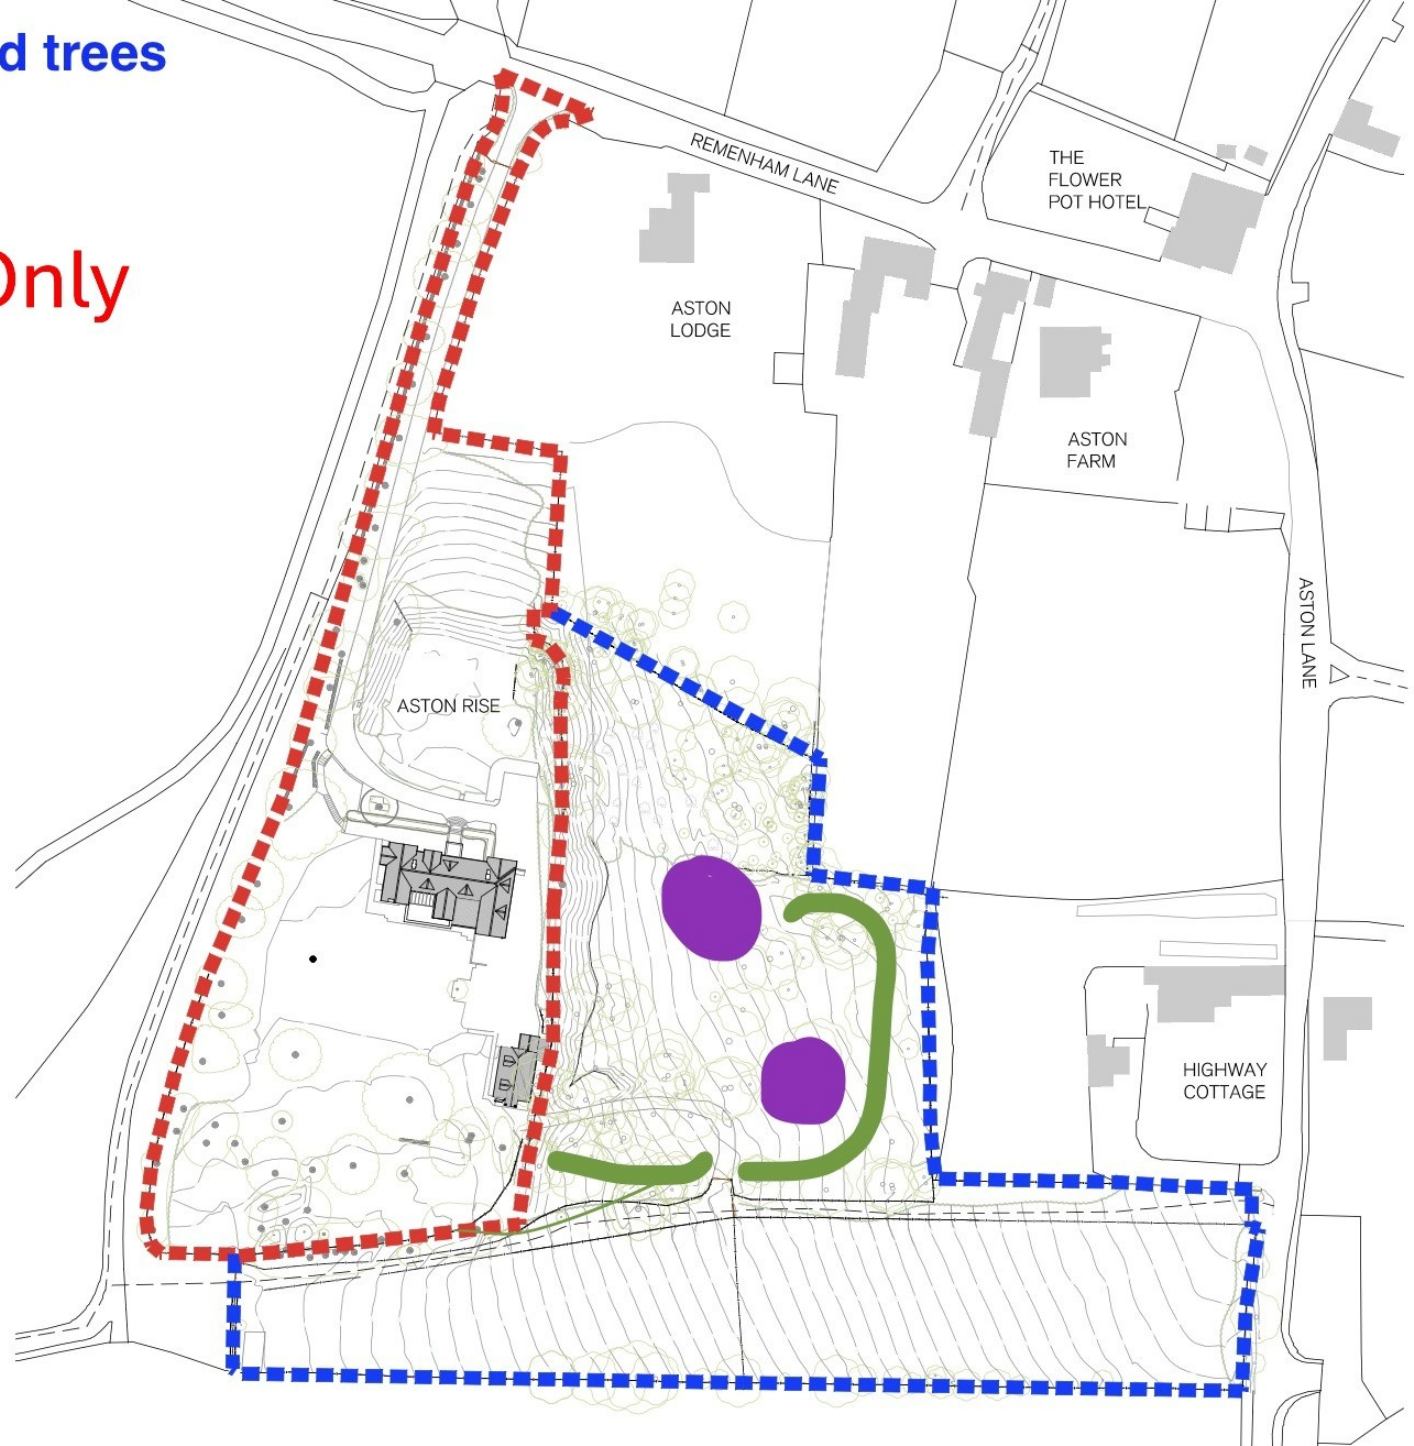 d trees
Only
REMENHAM LANE
THE
FLOWER
POT HOTEL
ASTON
LODGE
ASTON
FARM
ASTON LANE
ASTON RISE
HIGHWAY
COTTAGE